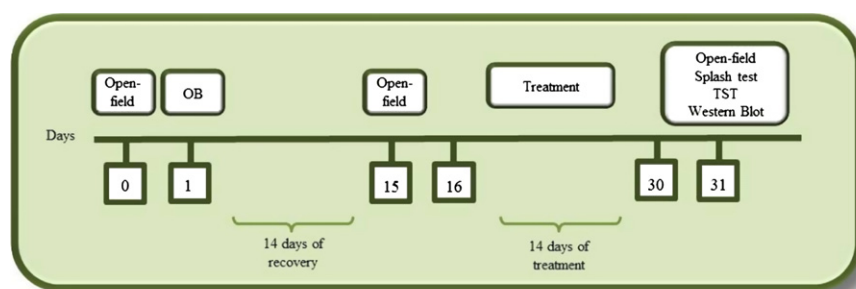 Open-
field
OB
Open-
field
Treatment
Open-field
Splash test
TST
Western Blot
Days
0
1
15
16
30
31
14 days of
recovery
14 days of
treatment